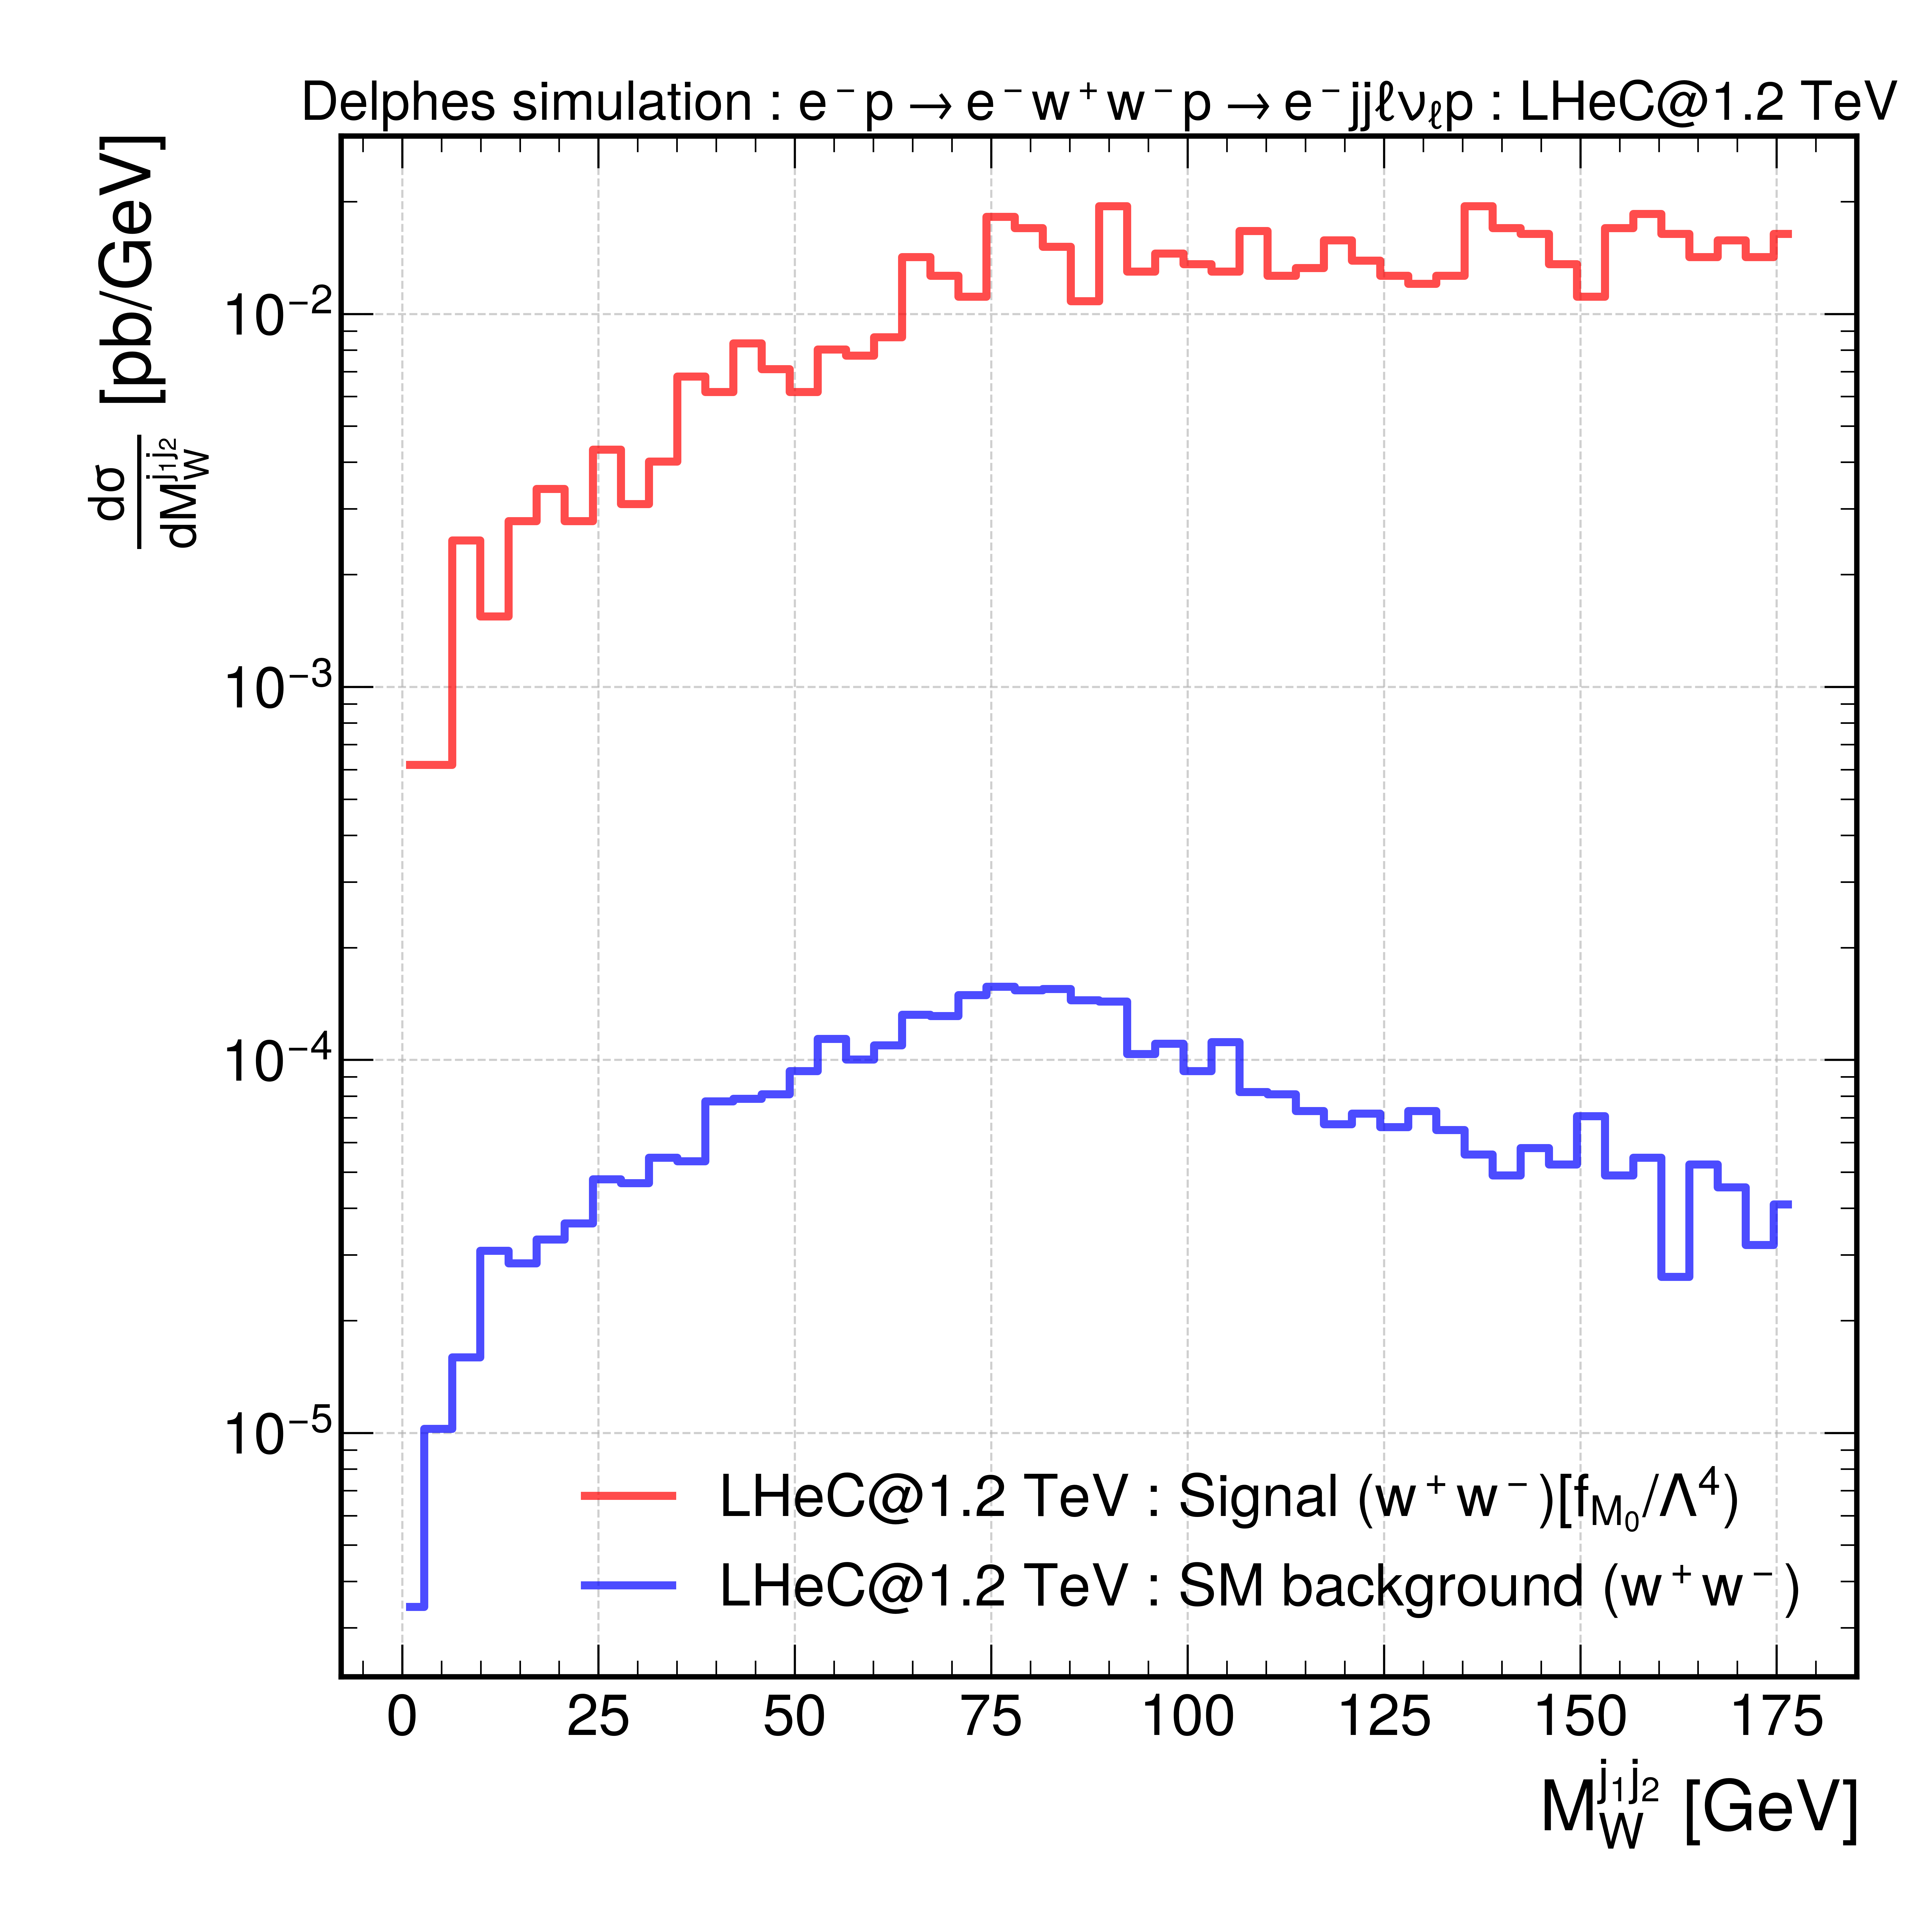 Delphes simulation : e⁻p → e⁻w⁺w⁻p → e⁻jjℓν_ℓp : LHeC@1.2 TeV
dσ/dM_W^{j₁j₂} [pb/GeV]
10⁻²
10⁻³
10⁻⁴
10⁻⁵
LHeC@1.2 TeV : Signal (w⁺w⁻)[f_{M₀}/Λ⁴)
LHeC@1.2 TeV : SM background (w⁺w⁻)
0 25 50 75 100 125 150 175
M_W^{j₁j₂} [GeV]